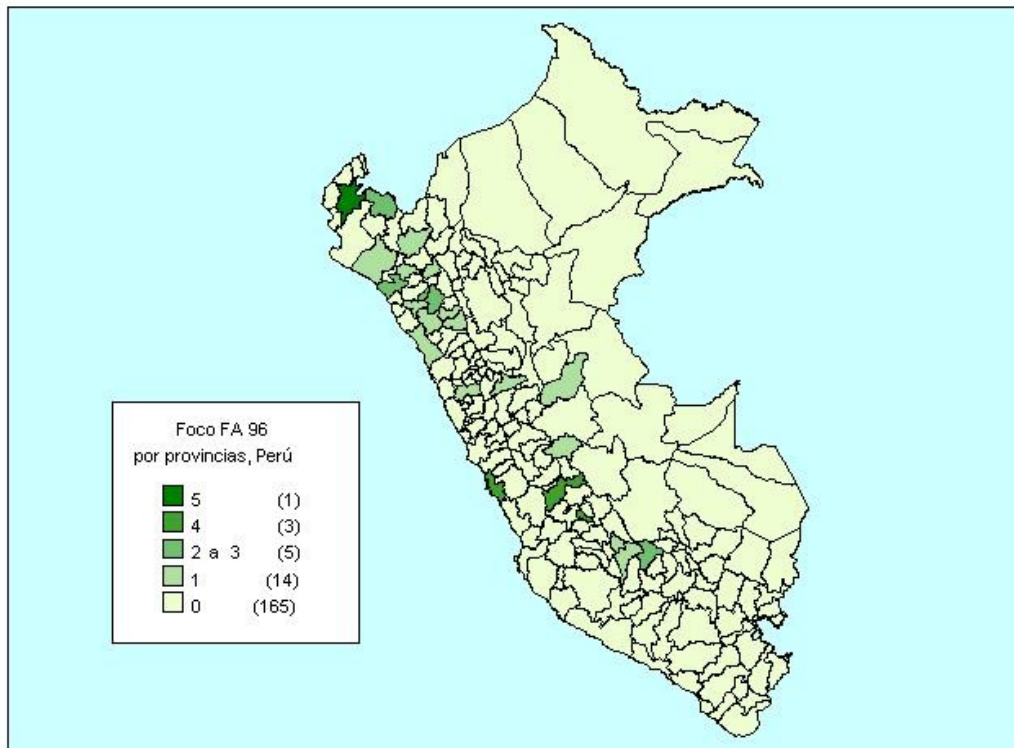 Foco FA 96
por provincias, Perú
5 (1)
4 (3)
2 a 3 (5)
1 (14)
0 (165)